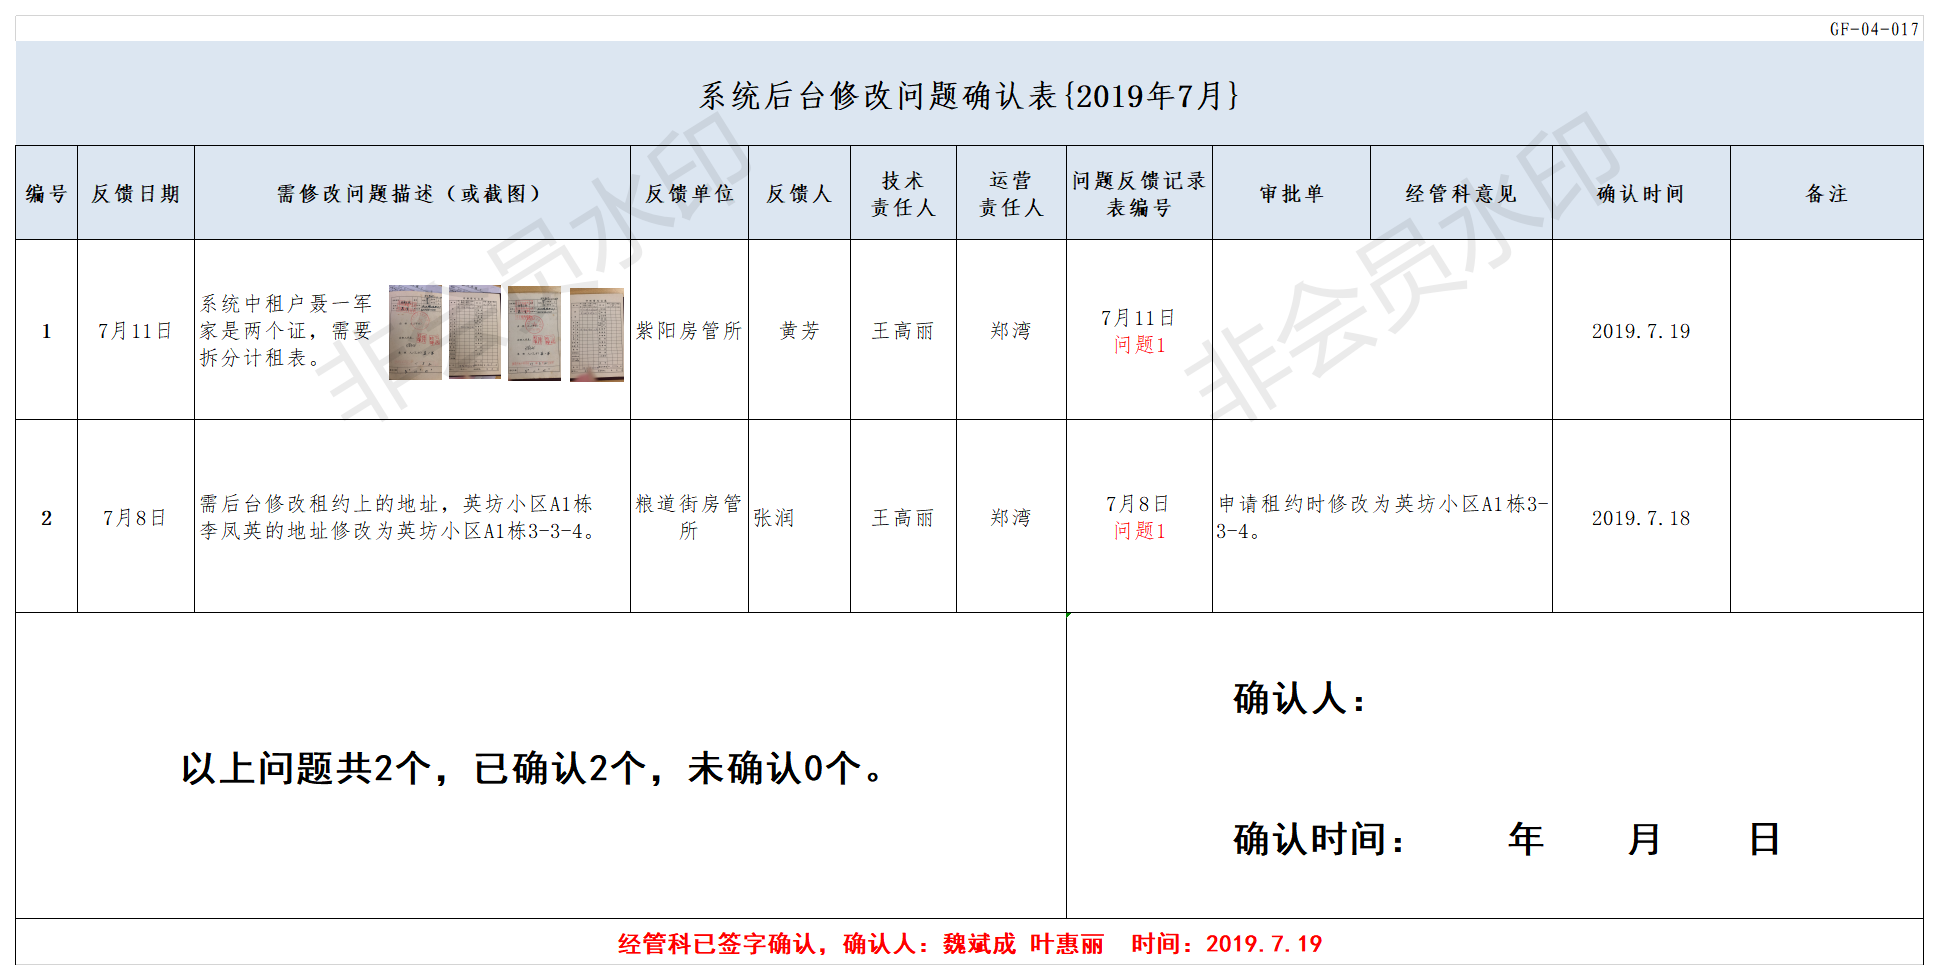 GF-04-017
系统后台修改问题确认表{2019年7月}
编号 反馈日期 需修改问题描述（或截图） 反馈单位 反馈人 技术 责任人 运营 责任人 问题反馈记录 表编号 审批单 经管科意见 确认时间 备注
1
7月11日
系统中租户聂一军
家是两个证，需要
拆分计租表。
紫阳房管所
黄芳
王高丽
郑湾
7月11日
问题1
2019.7.19
2
7月8日
需后台修改租约上的地址，英坊小区A1栋
李凤英的地址修改为英坊小区A1栋3-3-4。
粮道街房管
所
张润
王高丽
郑湾
7月8日
问题1
申请租约时修改为英坊小区A1栋3-
3-4。
2019.7.18
以上问题共2个，已确认2个，未确认0个。
确认人：
确认时间： 年 月 日
经管科已签字确认，确认人：魏斌成 叶惠丽 时间：2019.7.19
非会员水印
非会员水印